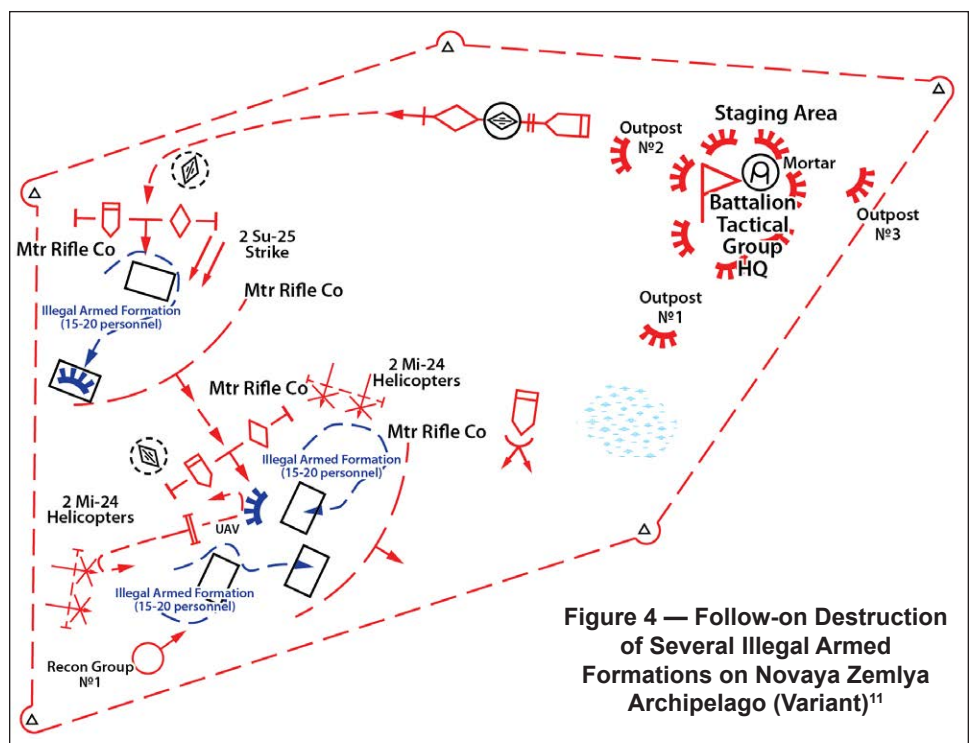 Staging Area
Outpost
№2
Mortar
Battalion
Tactical
Group
HQ
Outpost
№3
Outpost
№1
Mtr Rifle Co
2 Su-25
Strike
Illegal Armed Formation
(15-20 personnel)
Mtr Rifle Co
2 Mi-24
Helicopters
Mtr Rifle Co
Mtr Rifle Co
Illegal Armed Formation
(15-20 personnel)
2 Mi-24
Helicopters
UAV
Illegal Armed Formation
(15-20 personnel)
Recon Group
№1
Figure 4 — Follow-on Destruction
of Several Illegal Armed
Formations on Novaya Zemlya
Archipelago (Variant)¹¹